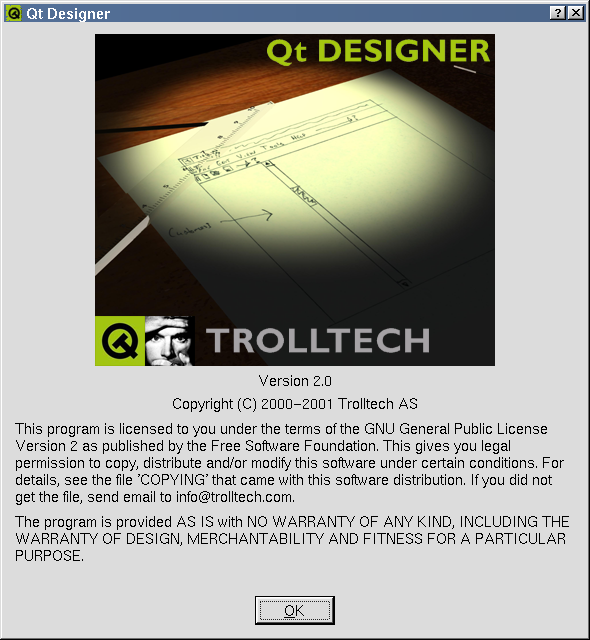 Qt Designer
Qt DESIGNER
View Tools Help
TROLLTECH
Version 2.0
Copyright (C) 2000-2001 Trolltech AS
This program is licensed to you under the terms of the GNU General Public License
Version 2 as published by the Free Software Foundation. This gives you legal
permission to copy, distribute and/or modify this software under certain conditions. For
details, see the file 'COPYING' that came with this software distribution. If you did not
get the file, send email to info@trolltech.com.
The program is provided AS IS with NO WARRANTY OF ANY KIND, INCLUDING THE
WARRANTY OF DESIGN, MERCHANTABILITY AND FITNESS FOR A PARTICULAR
PURPOSE.
OK